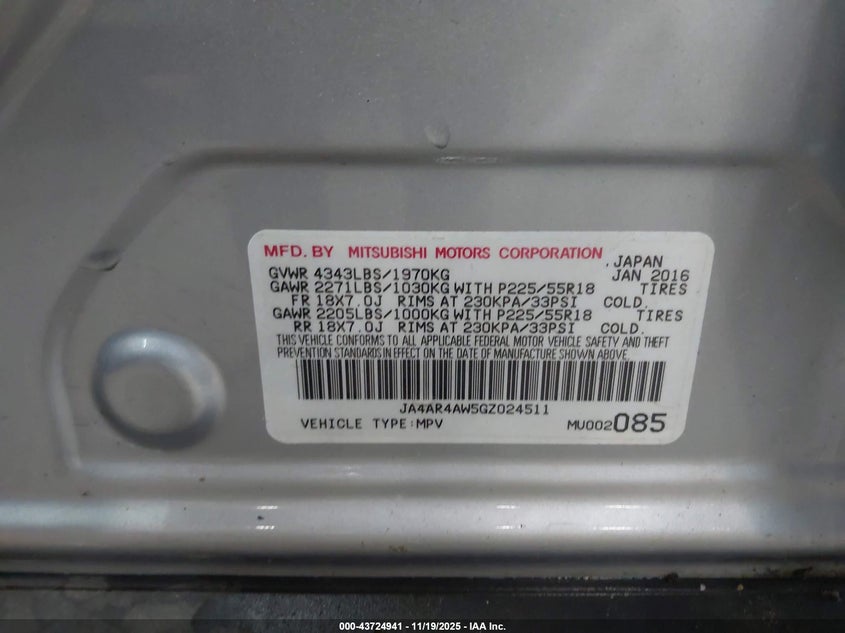 MFD. BY MITSUBISHI MOTORS CORPORATION , JAPAN
GVWR 4343LBS/1970KG JAN 2016
GAWR 2271LBS/1030KG WITH P225/55R18 TIRES
FR 18X7.0J RIMS AT 230KPA/33PSI COLD.
GAWR 2205LBS/1000KG WITH P225/55R18 TIRES
RR 18X7.0J RIMS AT 230KPA/33PSI COLD.
THIS VEHICLE CONFORMS TO ALL APPLICABLE FEDERAL MOTOR VEHICLE SAFETY AND THEFT
PREVENTION STANDARDS IN EFFECT ON THE DATE OF MANUFACTURE SHOWN ABOVE.
JA4AR4AW5GZ024511
VEHICLE TYPE:MPV MU002085
000-43724941 - 11/19/2025 - IAA Inc.